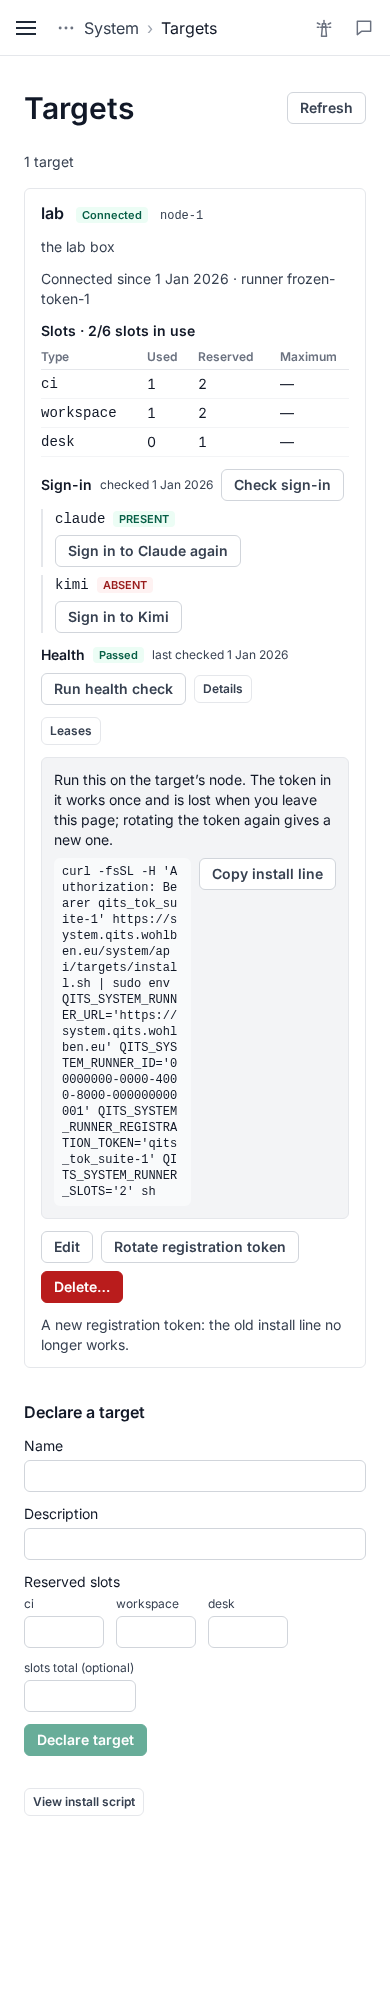 ··· System › Targets
Targets
Refresh
1 target
lab Connected node-1
the lab box
Connected since 1 Jan 2026 · runner frozen-
token-1
Slots · 2/6 slots in use
Type Used Reserved Maximum
ci 1 2 —
workspace 1 2 —
desk 0 1 —
Sign-in checked 1 Jan 2026 Check sign-in
claude PRESENT
Sign in to Claude again
kimi ABSENT
Sign in to Kimi
Health Passed last checked 1 Jan 2026
Run health check Details
Leases
Run this on the target’s node. The token in
it works once and is lost when you leave
this page; rotating the token again gives a
new one.
Copy install line
curl -fsSL -H 'A
uthorization: Be
arer qits_tok_su
ite-1' https://s
ystem.qits.wohlb
en.eu/system/ap
i/targets/instal
l.sh | sudo env
QITS_SYSTEM_RUNN
ER_URL='https://
system.qits.wohl
ben.eu' QITS_SYS
TEM_RUNNER_ID='0
0000000-0000-400
0-8000-000000000
001' QITS_SYSTEM
_RUNNER_REGISTRA
TION_TOKEN='qits
_tok_suite-1' QI
TS_SYSTEM_RUNNER
_SLOTS='2' sh
Edit Rotate registration token
Delete…
A new registration token: the old install line no
longer works.
Declare a target
Name
Description
Reserved slots
ci workspace desk
slots total (optional)
Declare target
View install script